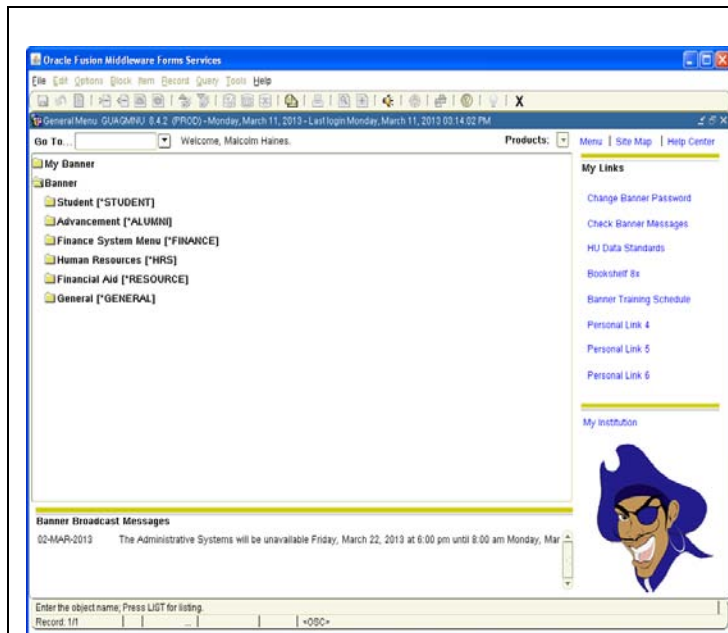 Oracle Fusion Middleware Forms Services
File Edit Options Block Item Record Query Tools Help
General Menu GUAGMNU 8.4.2 (PROD) - Monday, March 11, 2013 - Last login Monday, March 11, 2013 03:14:02 PM
Go To... Welcome, Malcolm Haines. Products: Menu | Site Map | Help Center
My Banner
Banner
Student [*STUDENT]
Advancement [*ALUMNI]
Finance System Menu [*FINANCE]
Human Resources [*HRS]
Financial Aid [*RESOURCE]
General [*GENERAL]
My Links
Change Banner Password
Check Banner Messages
HU Data Standards
Bookshelf 8x
Banner Training Schedule
Personal Link 4
Personal Link 5
Personal Link 6
My Institution
Banner Broadcast Messages
02-MAR-2013 The Administrative Systems will be unavailable Friday, March 22, 2013 at 6:00 pm until 8:00 am Monday, Mar
Enter the object name; Press LIST for listing.
Record: 1/1 ... <OSC>